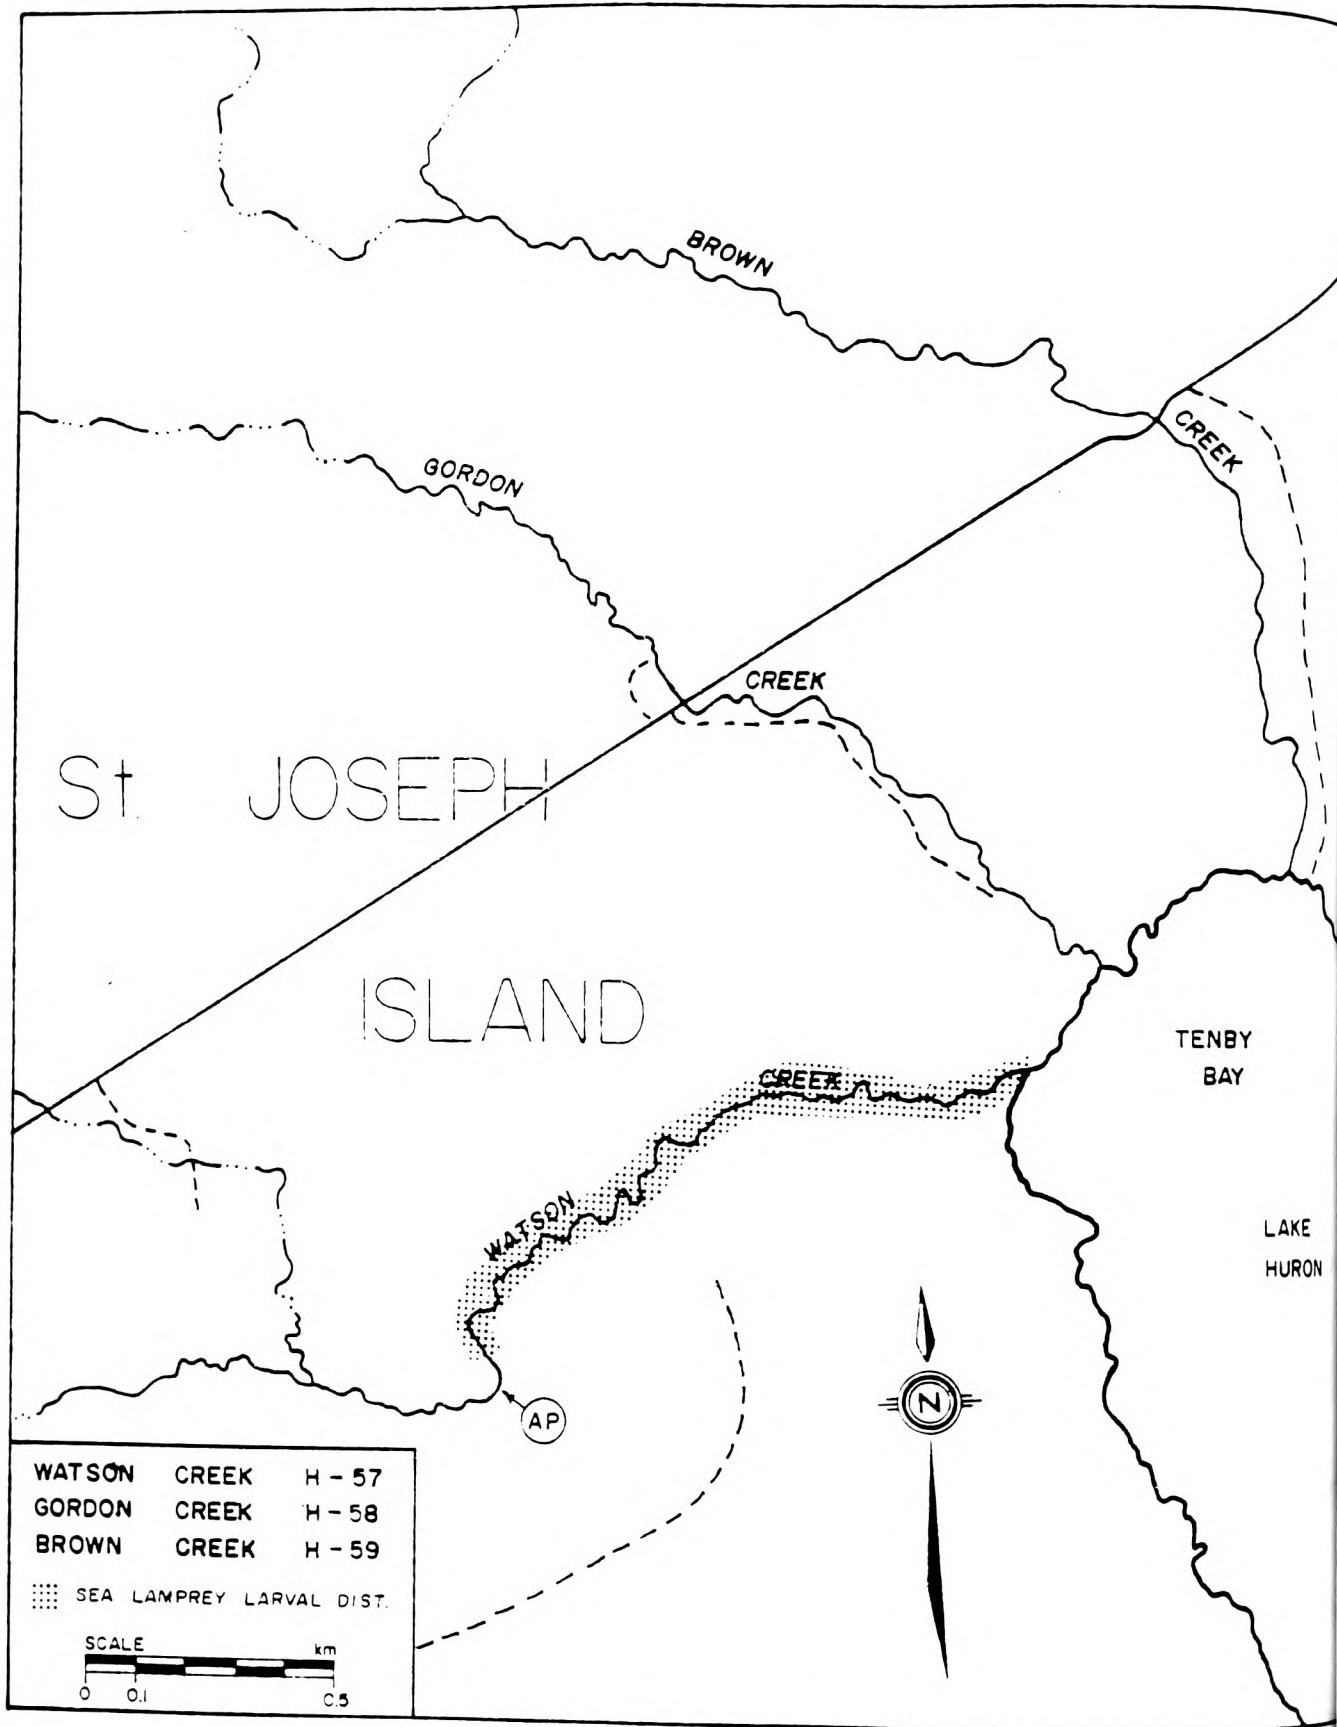 BROWN
CREEK
GORDON
CREEK
St. JOSEPH
ISLAND
TENBY
BAY
CREEK
WATSON
LAKE
HURON
N
AP
WATSON CREEK H-57
GORDON CREEK H-58
BROWN CREEK H-59
SEA LAMPREY LARVAL DIST.
SCALE km
0 0.1 0.5